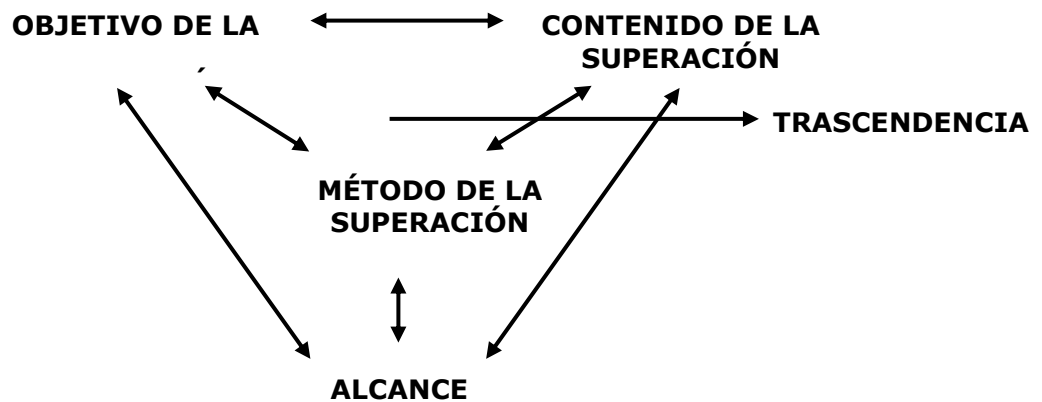 OBJETIVO DE LA
CONTENIDO DE LA
SUPERACIÓN
TRASCENDENCIA
MÉTODO DE LA
SUPERACIÓN
ALCANCE